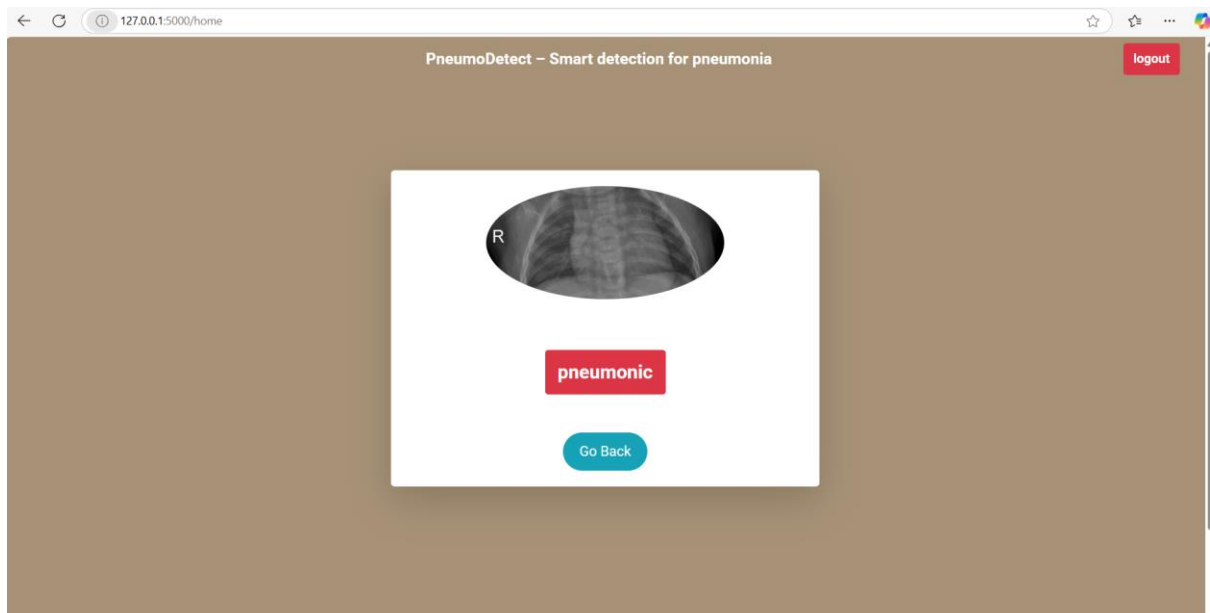 127.0.0.1:5000/home
PneumoDetect – Smart detection for pneumonia
logout
R
pneumonic
Go Back